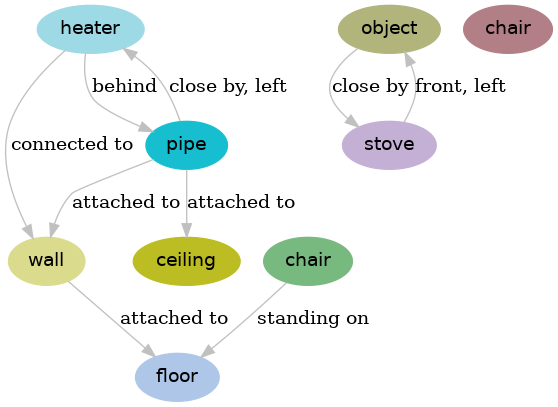 heater
object
chair
behind
close by, left
close by
front, left
connected to
pipe
stove
attached to
attached to
wall
ceiling
chair
attached to
standing on
floor